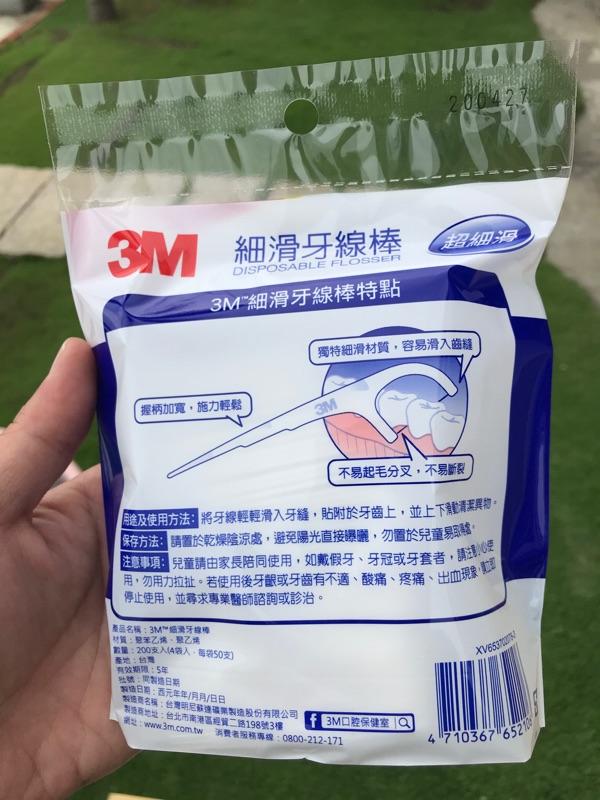 200427
3M 細滑牙線棒 超細滑
DISPOSABLE FLOSSER
3M™細滑牙線棒特點
獨特細滑材質，容易滑入齒縫
握柄加寬，施力輕鬆
3M
不易起毛分叉，不易斷裂
用途及使用方法：將牙線輕輕滑入牙縫，貼附於牙齒上，並上下滑動清潔異物。
保存方法：請置於乾燥陰涼處，避免陽光直接曝曬，勿置於兒童易取得處。
注意事項：兒童請由家長陪同使用，如戴假牙、牙冠或牙套者，請注意小心使
用，勿用力拉扯。若使用後牙齦或牙齒有不適、酸痛、疼痛、出血現象，請立即
停止使用，並尋求專業醫師諮詢或診治。
產品名稱：3M™細滑牙線棒
材質：聚苯乙烯、聚乙烯
數量：200支入(4袋入，每袋50支)
產地：台灣
有效期限：5年
批號：同製造日期
製造日期：西元年年/月月/日日
製造商名稱：台灣明尼蘇達礦業製造股份有限公司
製造商地址：台北市南港區經貿二路198號3樓
網址：www.3m.com.tw 消費者服務專線：0800-212-171
f 3M口腔保健室
4 710367 652106